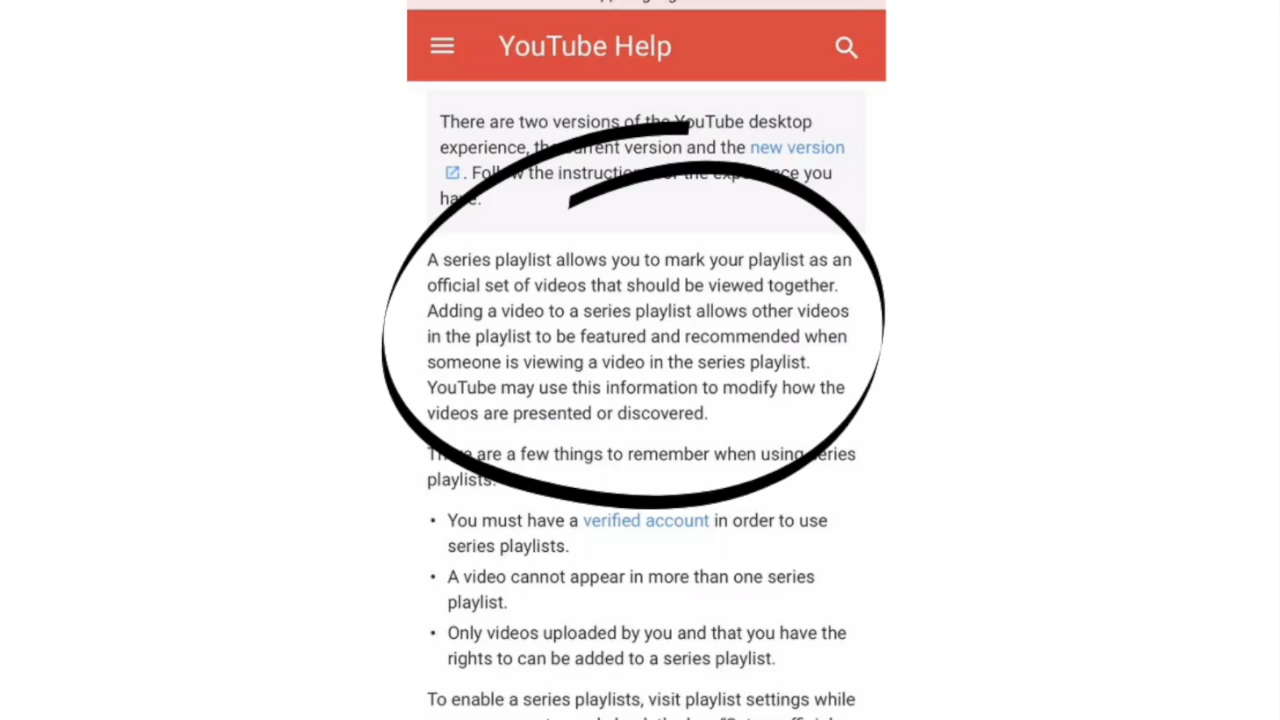 YouTube Help
There are two versions of the YouTube desktop
experience, the current version and the new version
. Follow the instructions for the experience you
have.
A series playlist allows you to mark your playlist as an
official set of videos that should be viewed together.
Adding a video to a series playlist allows other videos
in the playlist to be featured and recommended when
someone is viewing a video in the series playlist.
YouTube may use this information to modify how the
videos are presented or discovered.
There are a few things to remember when using series
playlists:
• You must have a verified account in order to use
series playlists.
• A video cannot appear in more than one series
playlist.
• Only videos uploaded by you and that you have the
rights to can be added to a series playlist.
To enable a series playlists, visit playlist settings while